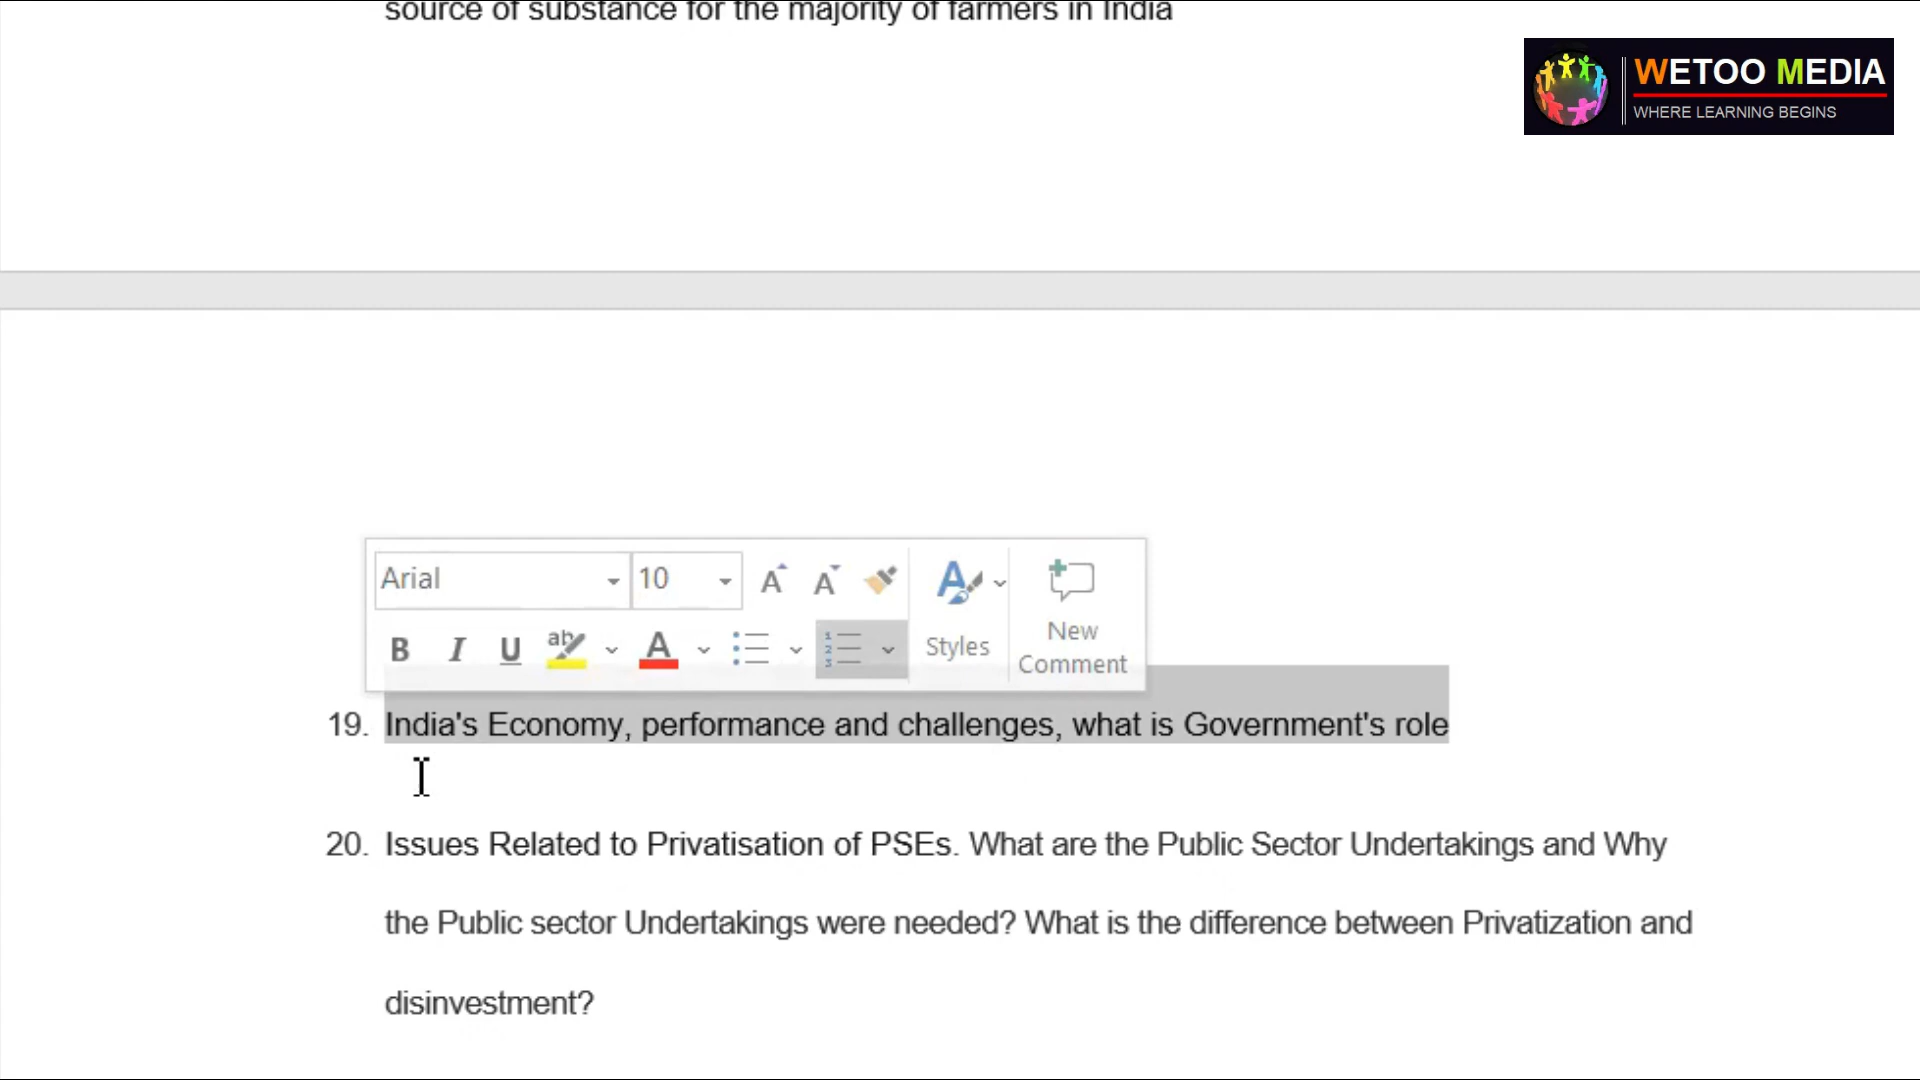 source of substance for the majority of farmers in India
WETOO MEDIA
WHERE LEARNING BEGINS
Arial
10
Styles
New
Comment
19. India's Economy, performance and challenges, what is Government's role
20. Issues Related to Privatisation of PSEs. What are the Public Sector Undertakings and Why
the Public sector Undertakings were needed? What is the difference between Privatization and
disinvestment?